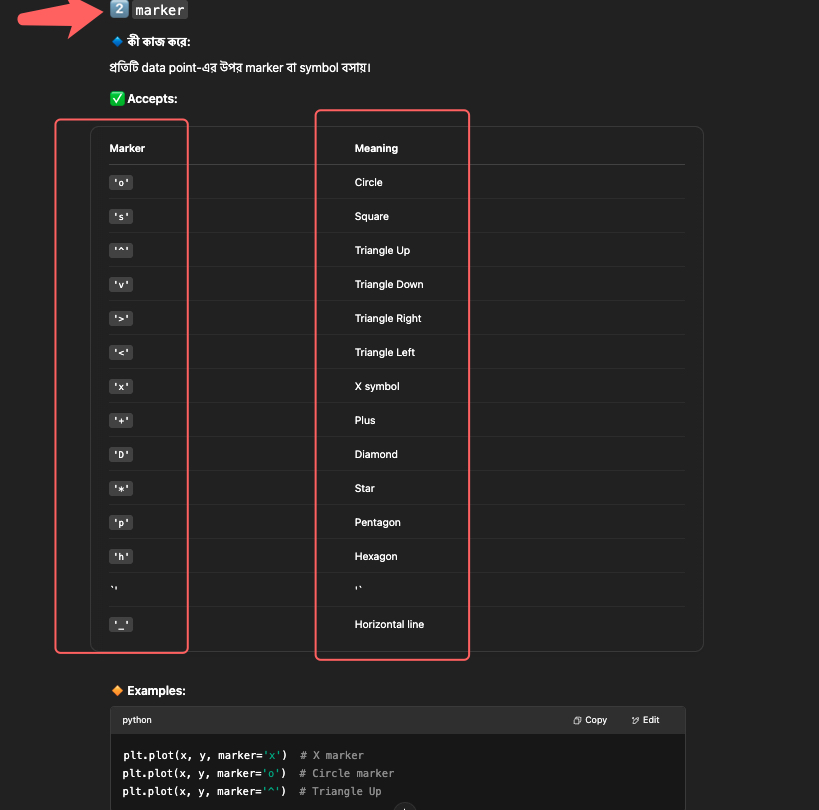 2 marker
কী কাজ করে:
প্রতিটি data point-এর উপর marker বা symbol বসায়।
Accepts:
Marker Meaning
'o' Circle
's' Square
'^' Triangle Up
'v' Triangle Down
'>' Triangle Right
'<' Triangle Left
'x' X symbol
'+' Plus
'D' Diamond
'*' Star
'p' Pentagon
'h' Hexagon
`' '`
'_' Horizontal line
Examples:
python Copy Edit
plt.plot(x, y, marker='x') # X marker
plt.plot(x, y, marker='o') # Circle marker
plt.plot(x, y, marker='^') # Triangle Up